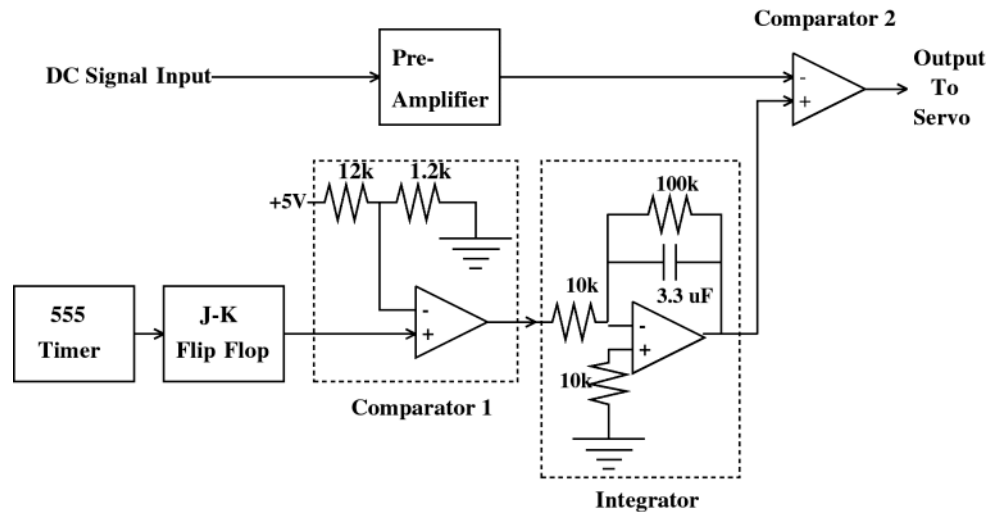 Comparator 2
DC Signal Input
Pre-
Amplifier
-
+
Output
To
Servo
12k
1.2k
+5V
100k
3.3 uF
10k
555
Timer
J-K
Flip Flop
-
+
-
+
10k
Comparator 1
Integrator